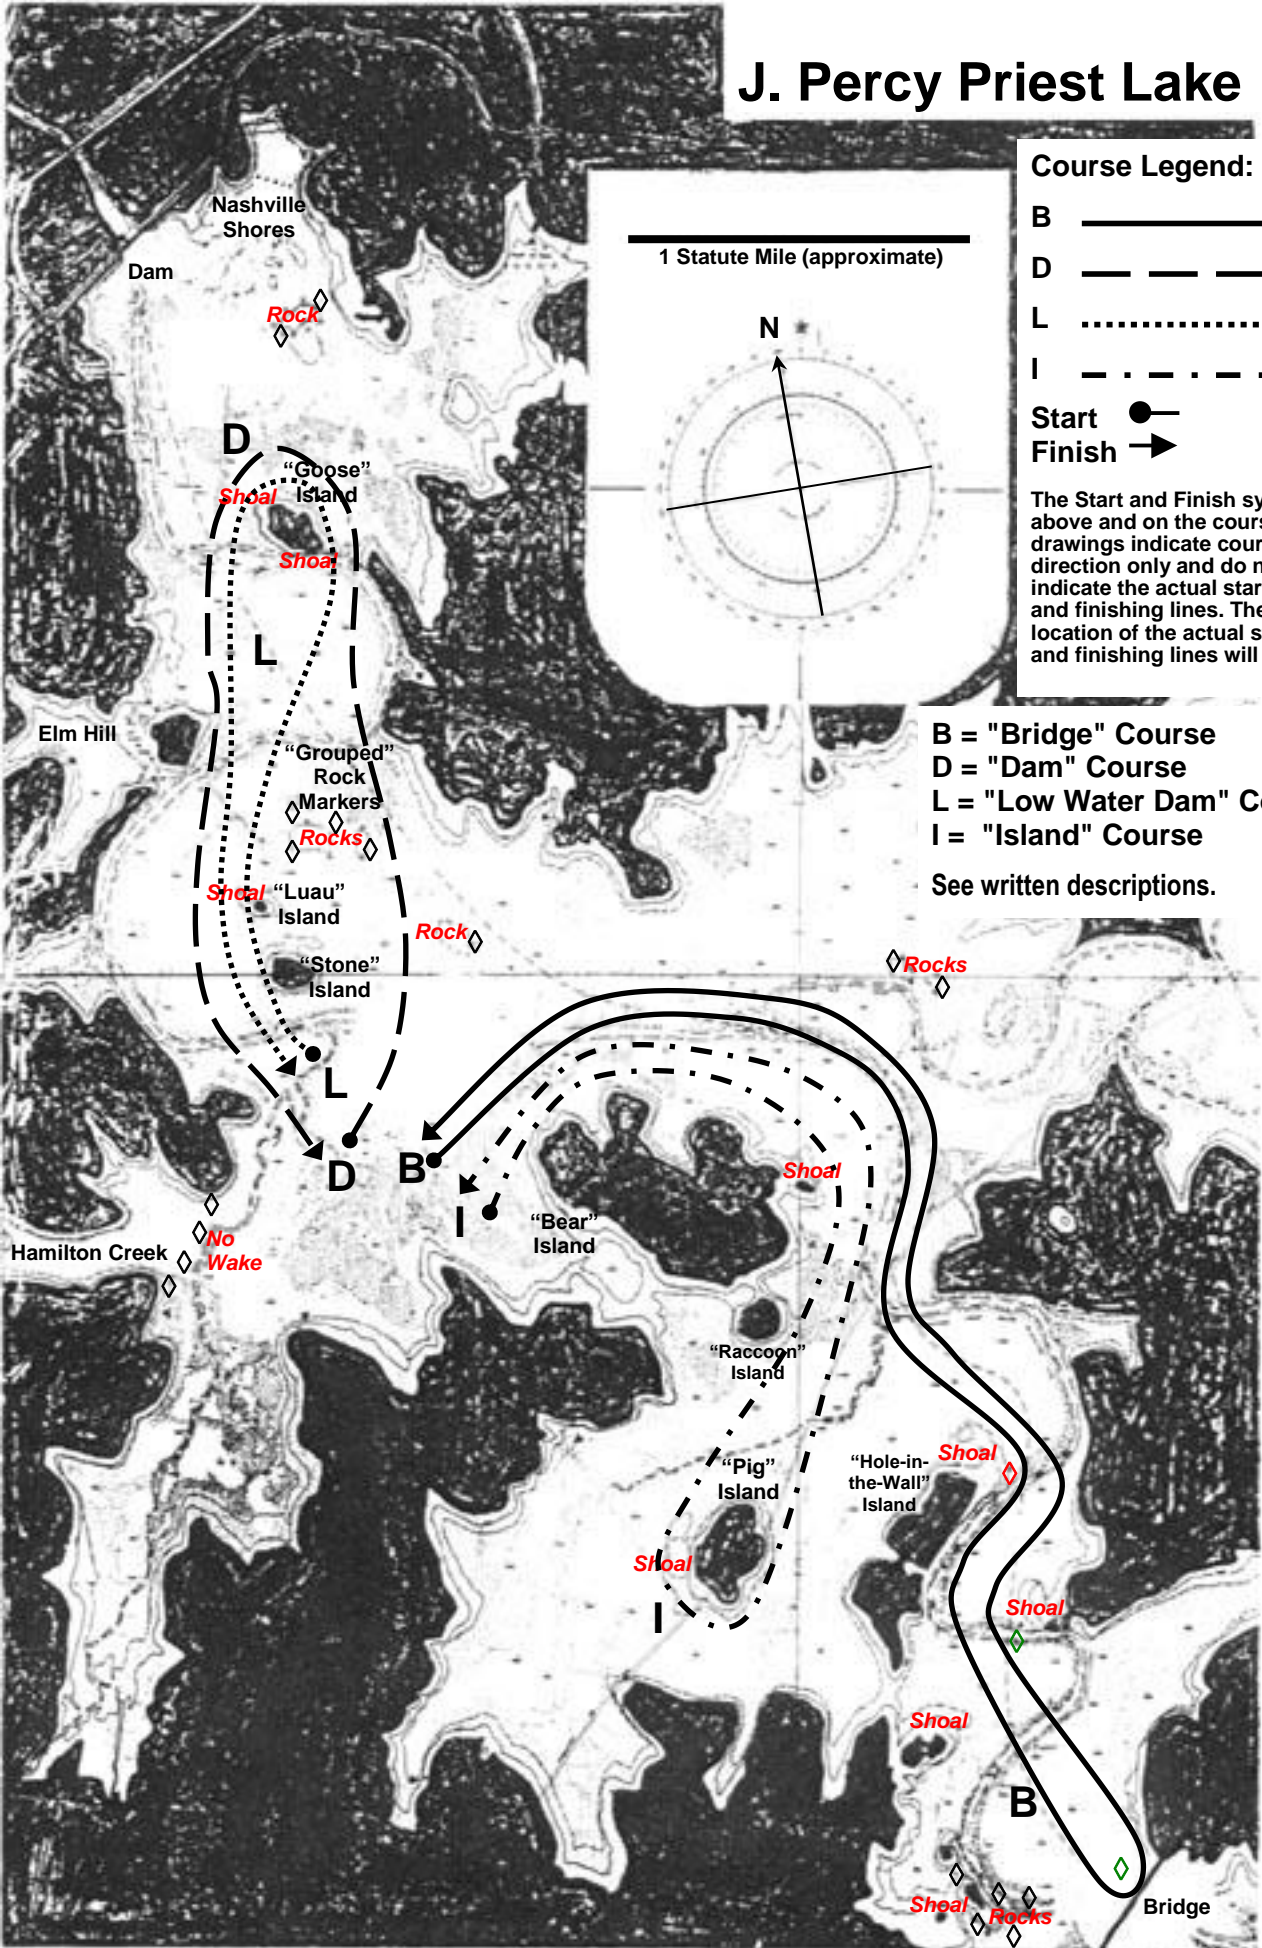 J. Percy Priest Lake
Course Legend:
B
D
L
I
Start
Finish
The Start and Finish sy
above and on the cours
drawings indicate cour
direction only and do n
indicate the actual star
and finishing lines. The
location of the actual s
and finishing lines will
1 Statute Mile (approximate)
N
B = "Bridge" Course
D = "Dam" Course
L = "Low Water Dam" Co
I = "Island" Course
See written descriptions.
Nashville
Shores
Dam
Rock
D
“Goose”
Island
Shoal
Shoal
L
Elm Hill
“Grouped”
Rock
Markers
Rocks
Shoal
“Luau”
Island
Rock
“Stone”
Island
Rocks
L
D
B
I
Shoal
“Bear”
Island
No
Wake
Hamilton Creek
“Raccoon”
Island
“Pig”
Island
“Hole-in-
the-Wall”
Island
Shoal
Shoal
I
Shoal
Shoal
B
Shoal
Rocks
Bridge